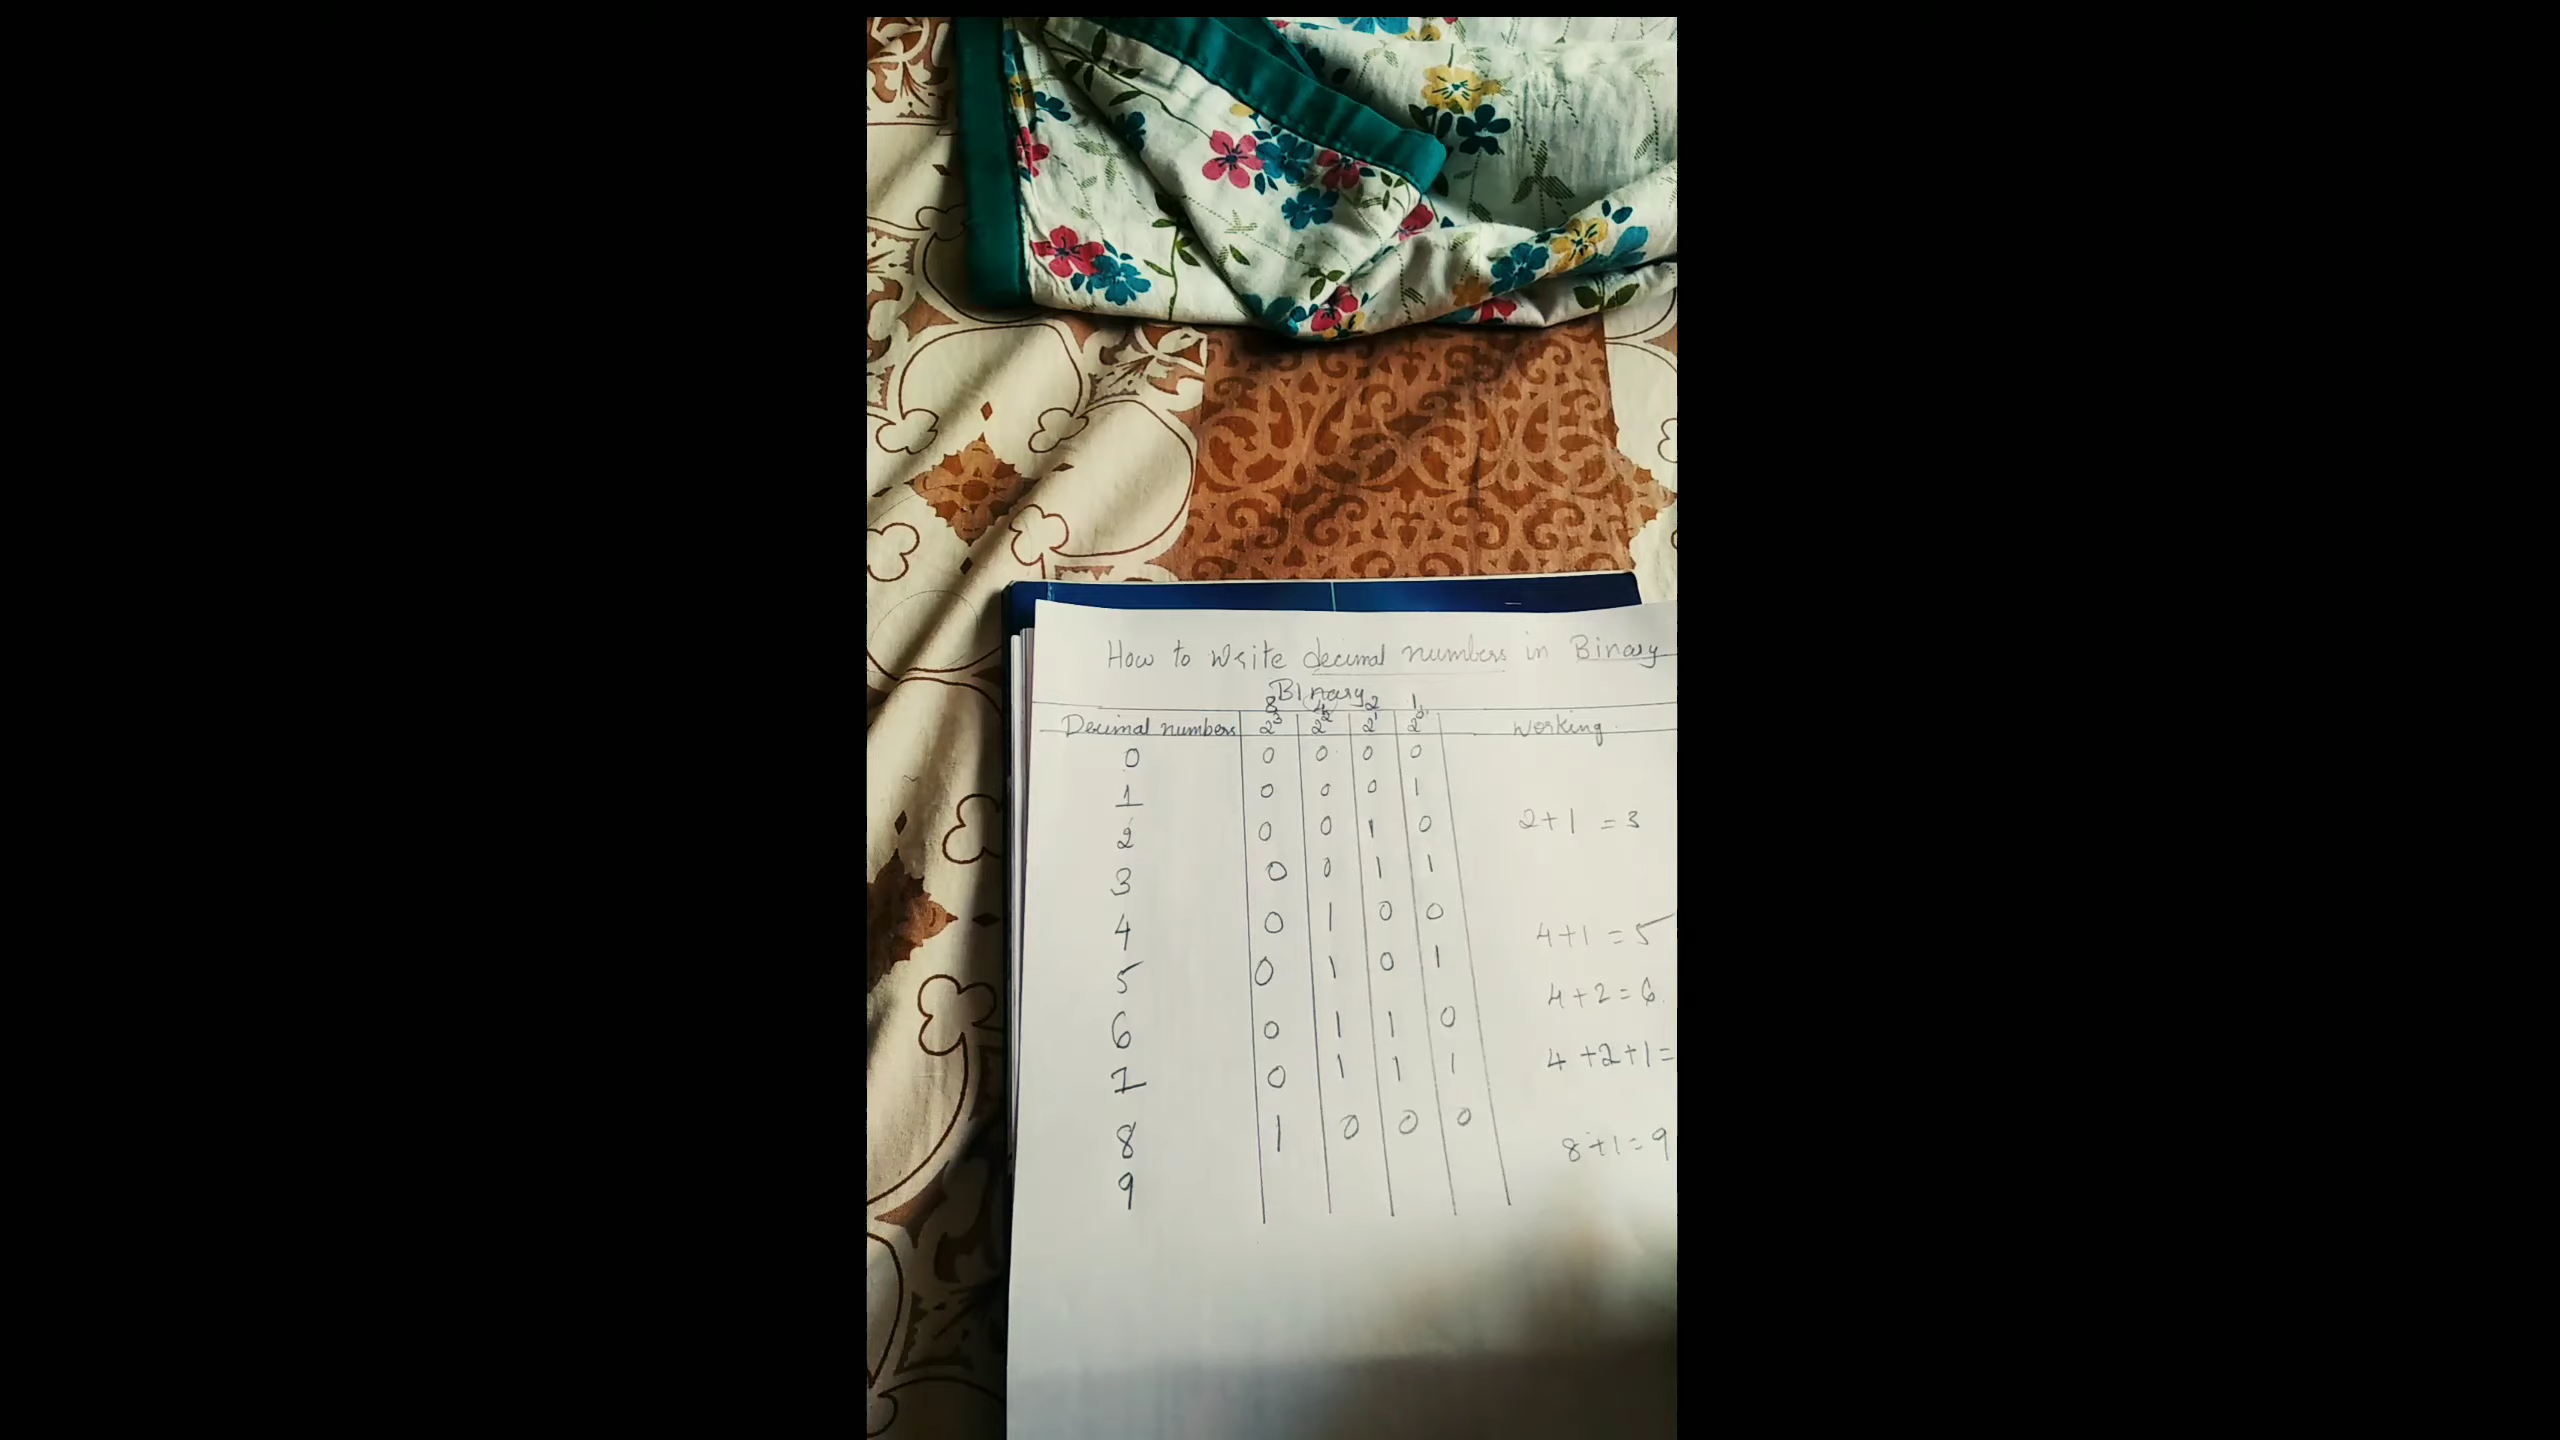 How to write decimal numbers in Binary
Binary
8 4 2 1
Decimal numbers 2³ 2² 2¹ 2⁰ Working
0 0 0 0 0
1 0 0 0 1
2 0 0 1 0 2+1 = 3
3 0 0 1 1
4 0 1 0 0 4+1 = 5
5 0 1 0 1 4+2=6.
6 0 1 1 0
7 0 1 1 1 4+2+1=
8 1 0 0 0 8+1=9
9